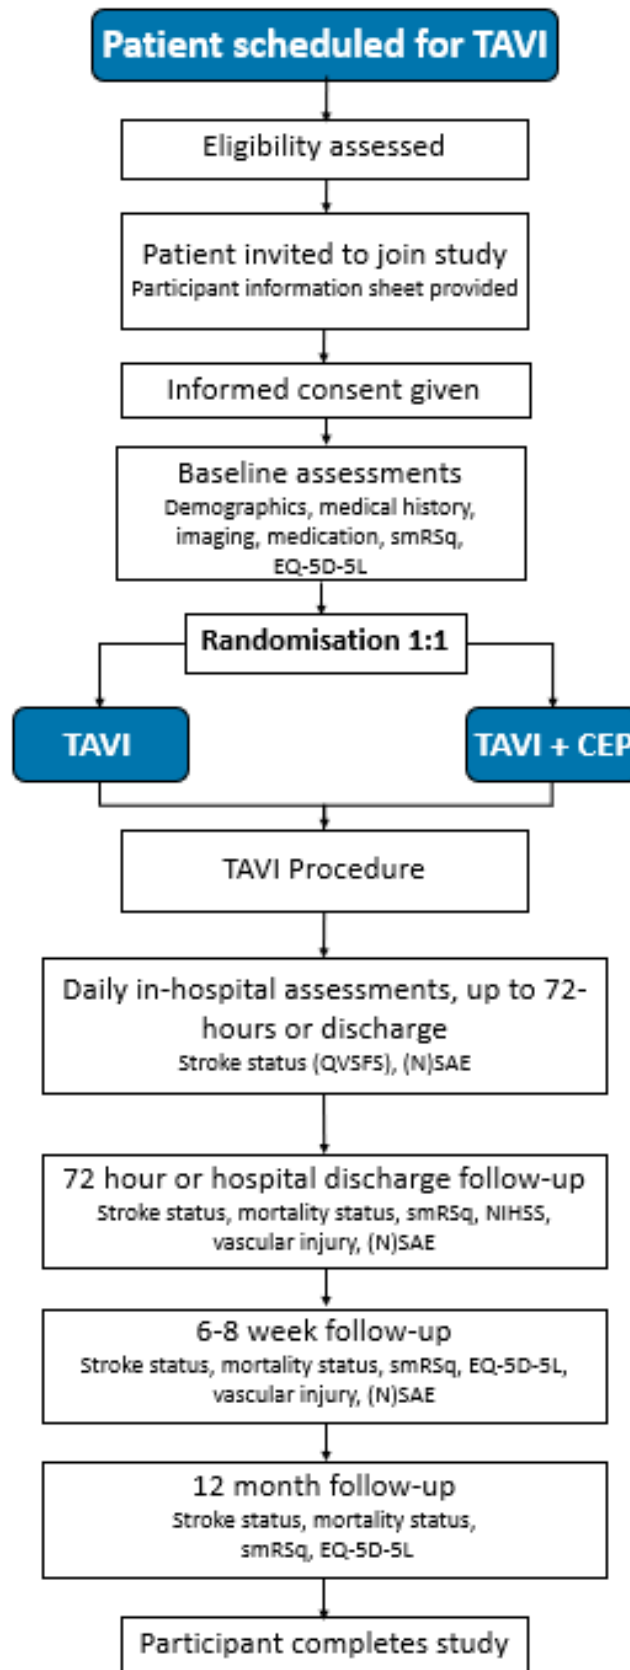 Patient scheduled for TAVI
Eligibility assessed
Patient invited to join study
Participant information sheet provided
Informed consent given
Baseline assessments
Demographics, medical history,
imaging, medication, smRSq,
EQ-5D-5L
Randomisation 1:1
TAVI
TAVI + CEP
TAVI Procedure
Daily in-hospital assessments, up to 72-
hours or discharge
Stroke status (QVSFS), (N)SAE
72 hour or hospital discharge follow-up
Stroke status, mortality status, smRSq, NIHSS,
vascular injury, (N)SAE
6-8 week follow-up
Stroke status, mortality status, smRSq, EQ-5D-5L,
vascular injury, (N)SAE
12 month follow-up
Stroke status, mortality status,
smRSq, EQ-5D-5L
Participant completes study